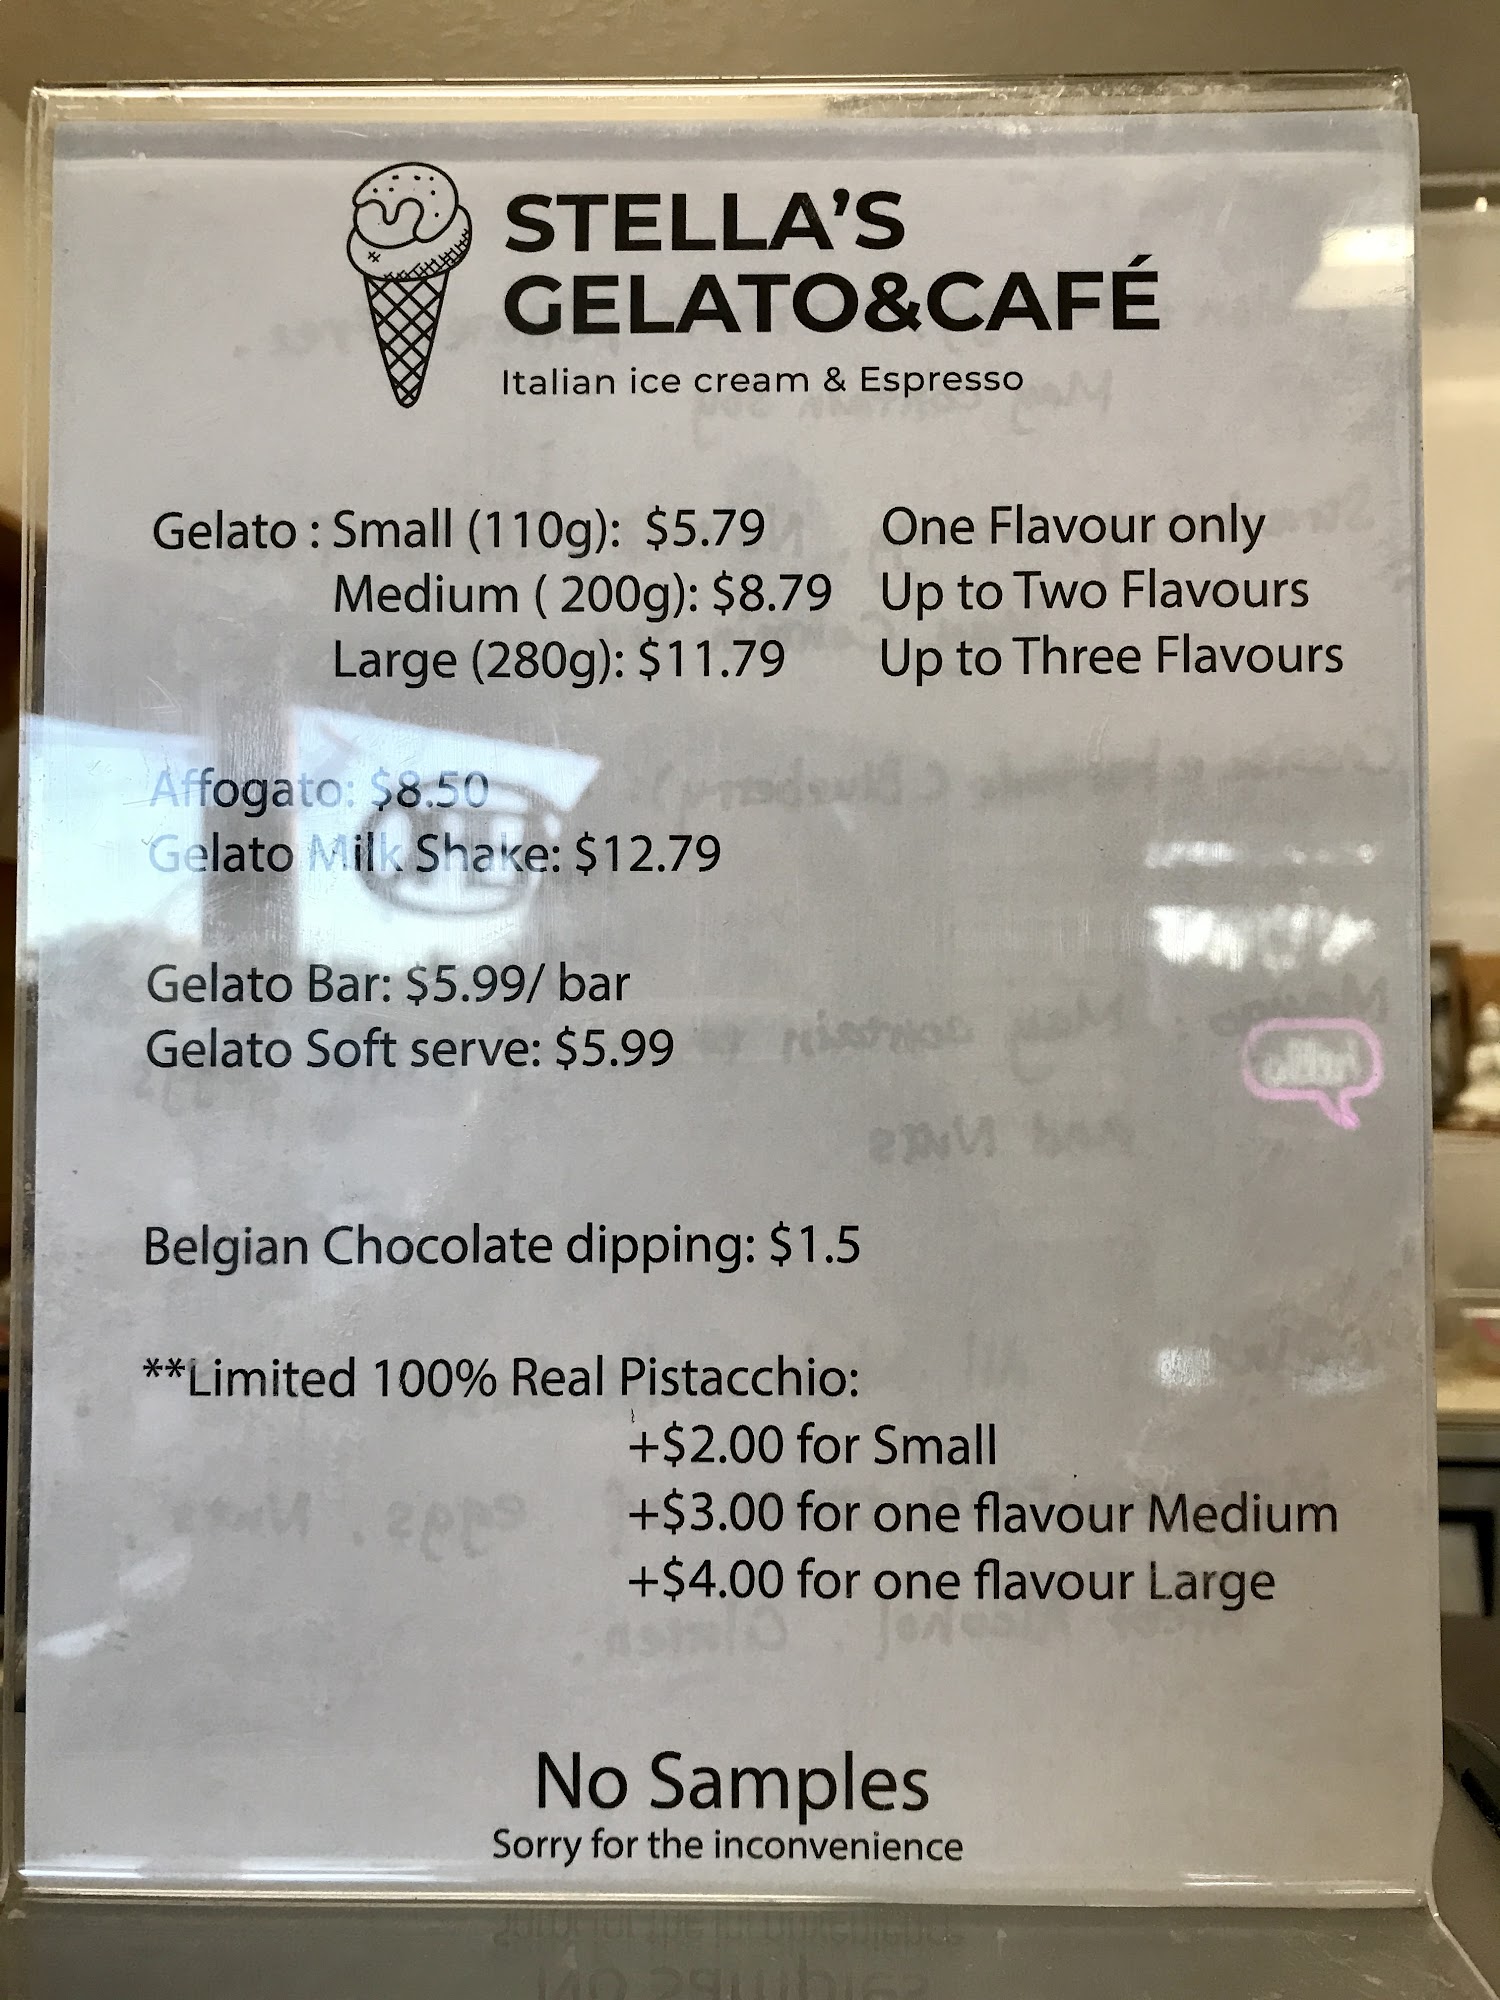 STELLA'S
GELATO&CAFÉ
Italian ice cream & Espresso
Gelato : Small (110g): $5.79 One Flavour only
Medium ( 200g): $8.79 Up to Two Flavours
Large (280g): $11.79 Up to Three Flavours
Affogato: $8.50
Gelato Milk Shake: $12.79
Gelato Bar: $5.99/ bar
Gelato Soft serve: $5.99
hello
Belgian Chocolate dipping: $1.5
**Limited 100% Real Pistacchio:
+$2.00 for Small
+$3.00 for one flavour Medium
+$4.00 for one flavour Large
No Samples
Sorry for the inconvenience